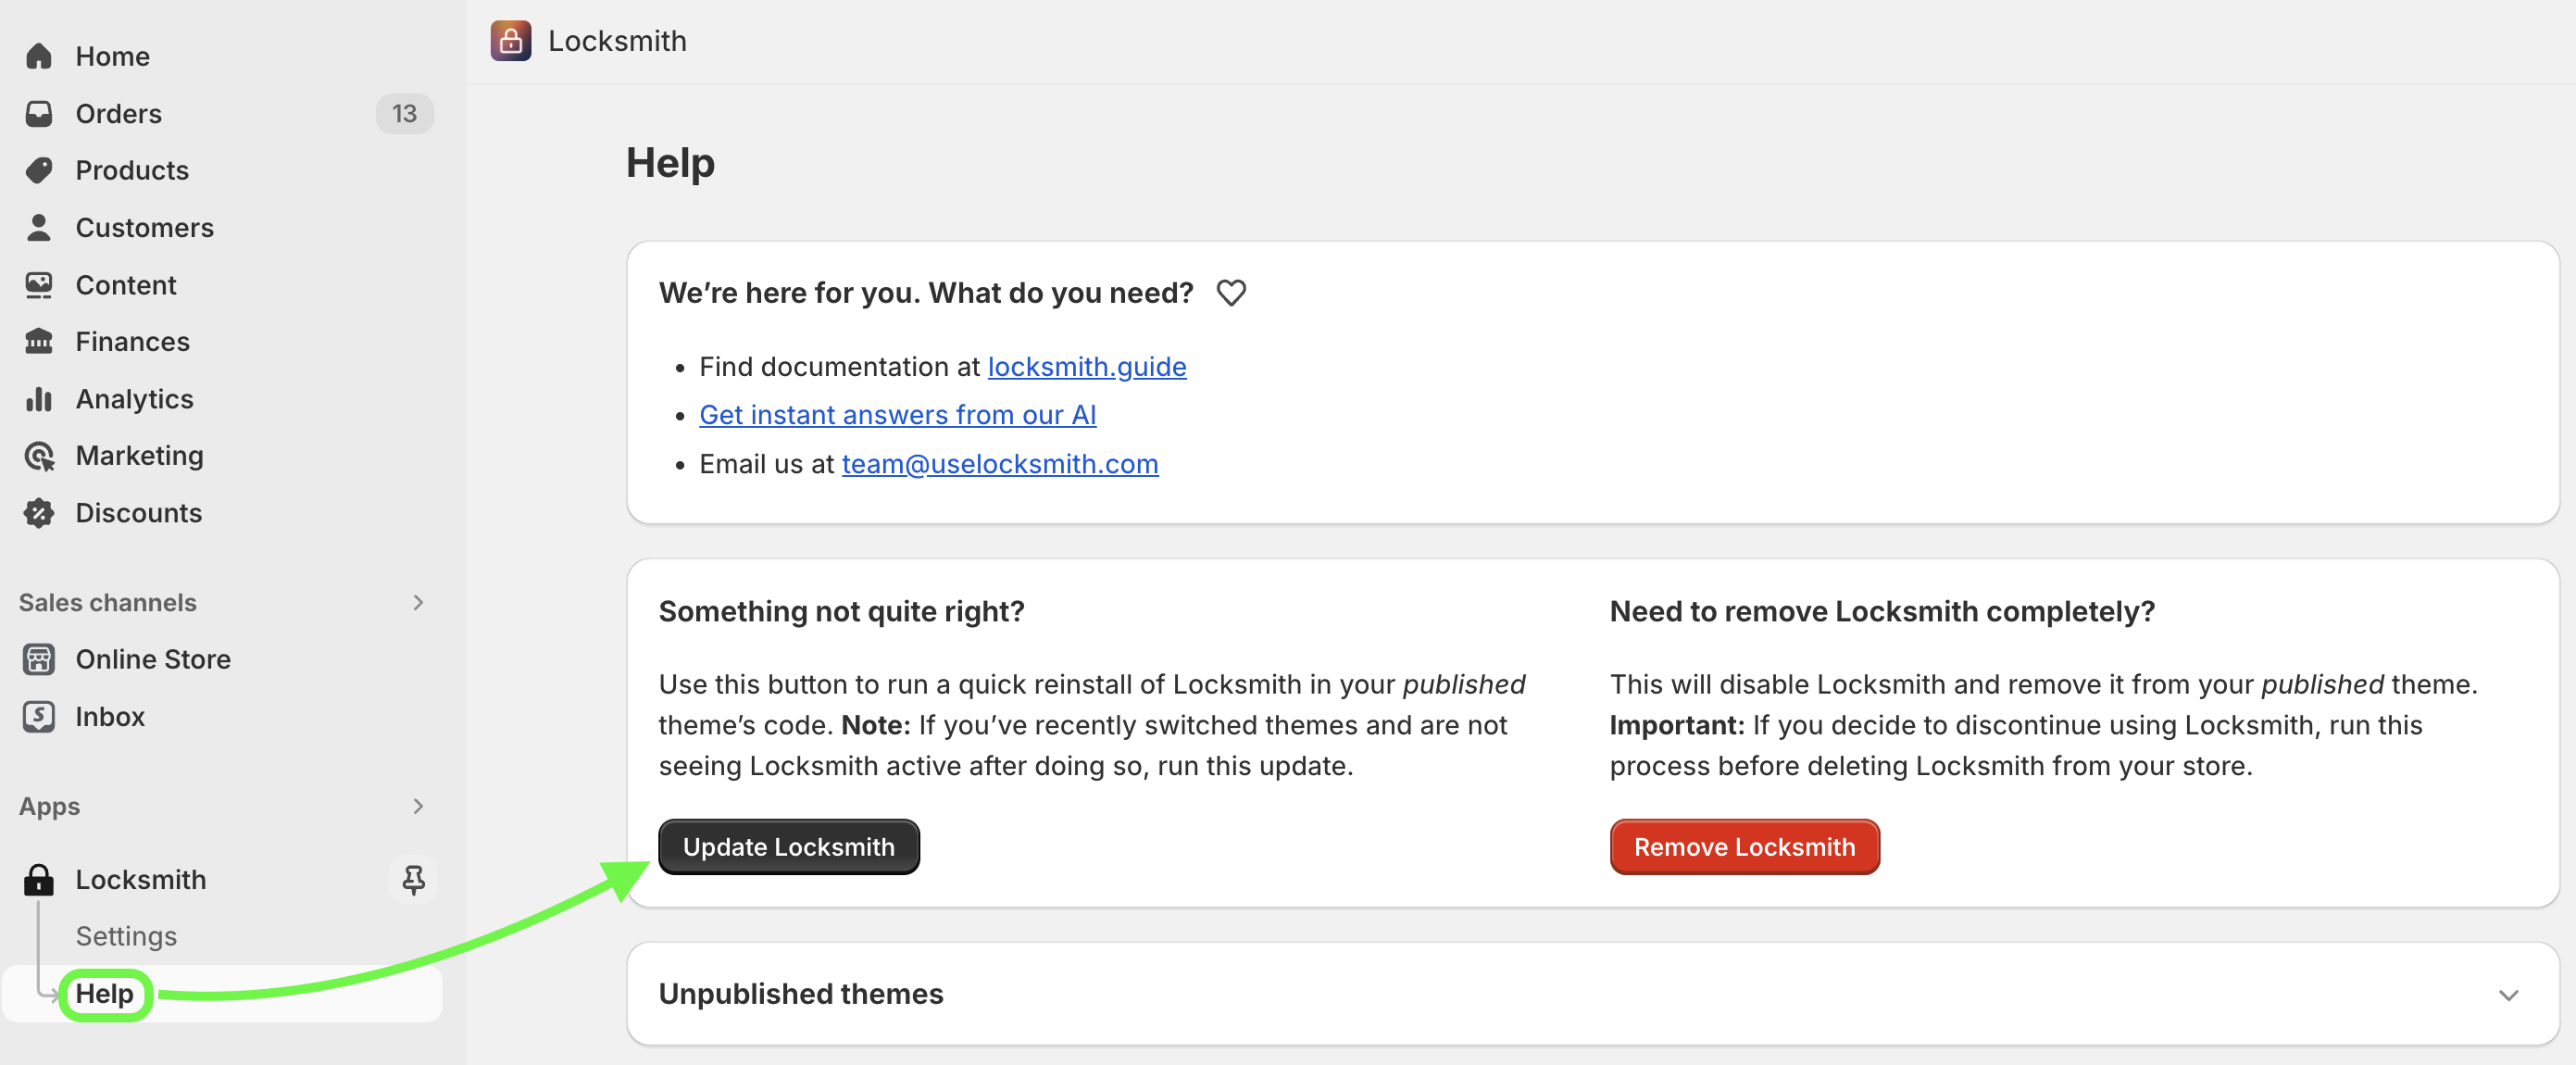 Home
Orders
13
Products
Customers
Content
Finances
Analytics
Marketing
Discounts
Sales channels
Online Store
Inbox
Apps
Locksmith
Settings
Help
Locksmith
Help
We’re here for you. What do you need?
Find documentation at locksmith.guide
Get instant answers from our AI
Email us at team@uselocksmith.com
Something not quite right?
Use this button to run a quick reinstall of Locksmith in your published
theme’s code. Note: If you’ve recently switched themes and are not
seeing Locksmith active after doing so, run this update.
Update Locksmith
Need to remove Locksmith completely?
This will disable Locksmith and remove it from your published theme.
Important: If you decide to discontinue using Locksmith, run this
process before deleting Locksmith from your store.
Remove Locksmith
Unpublished themes